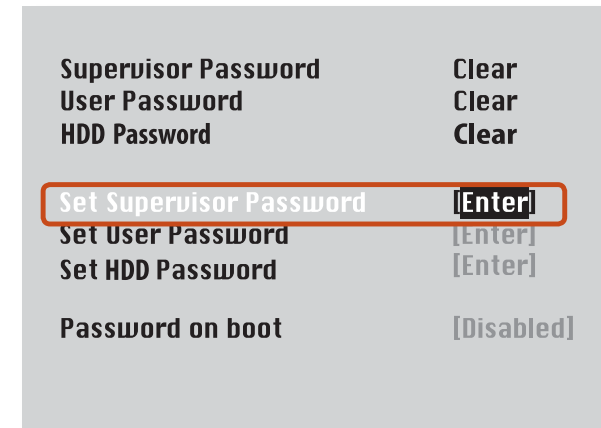 Supervisor Password Clear
User Password Clear
HDD Password Clear
Set Supervisor Password [Enter]
Set User Password [Enter]
Set HDD Password [Enter]
Password on boot [Disabled]